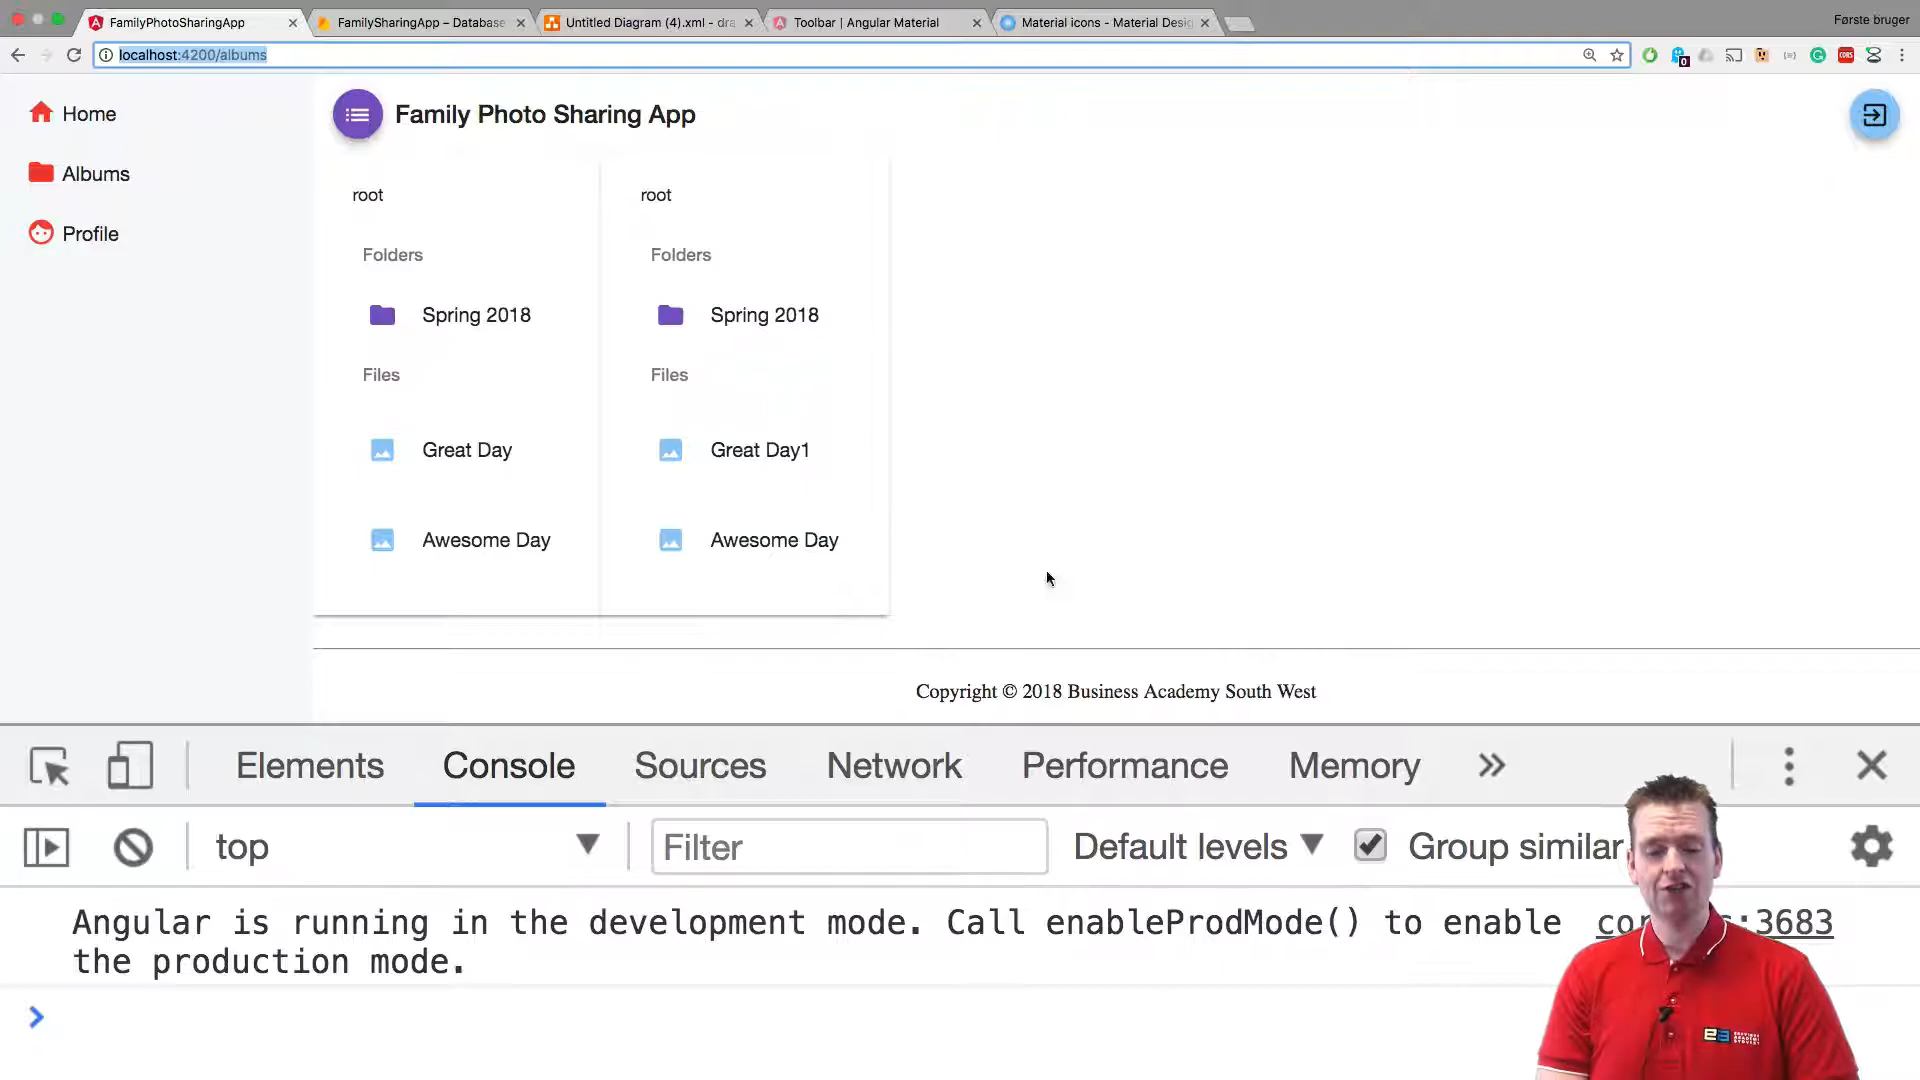 FamilyPhotoSharingApp
FamilySharingApp – Database
Untitled Diagram (4).xml - dra
Toolbar | Angular Material
Material icons - Material Desig
Første bruger
localhost:4200/albums
0
CORS
Home
Albums
Profile
Family Photo Sharing App
root
Folders
Spring 2018
Files
Great Day
Awesome Day
root
Folders
Spring 2018
Files
Great Day1
Awesome Day
Copyright © 2018 Business Academy South West
Elements
Console
Sources
Network
Performance
Memory
top
Filter
Default levels
Group similar
Angular is running in the development mode. Call enableProdMode() to enable
the production mode.
:3683